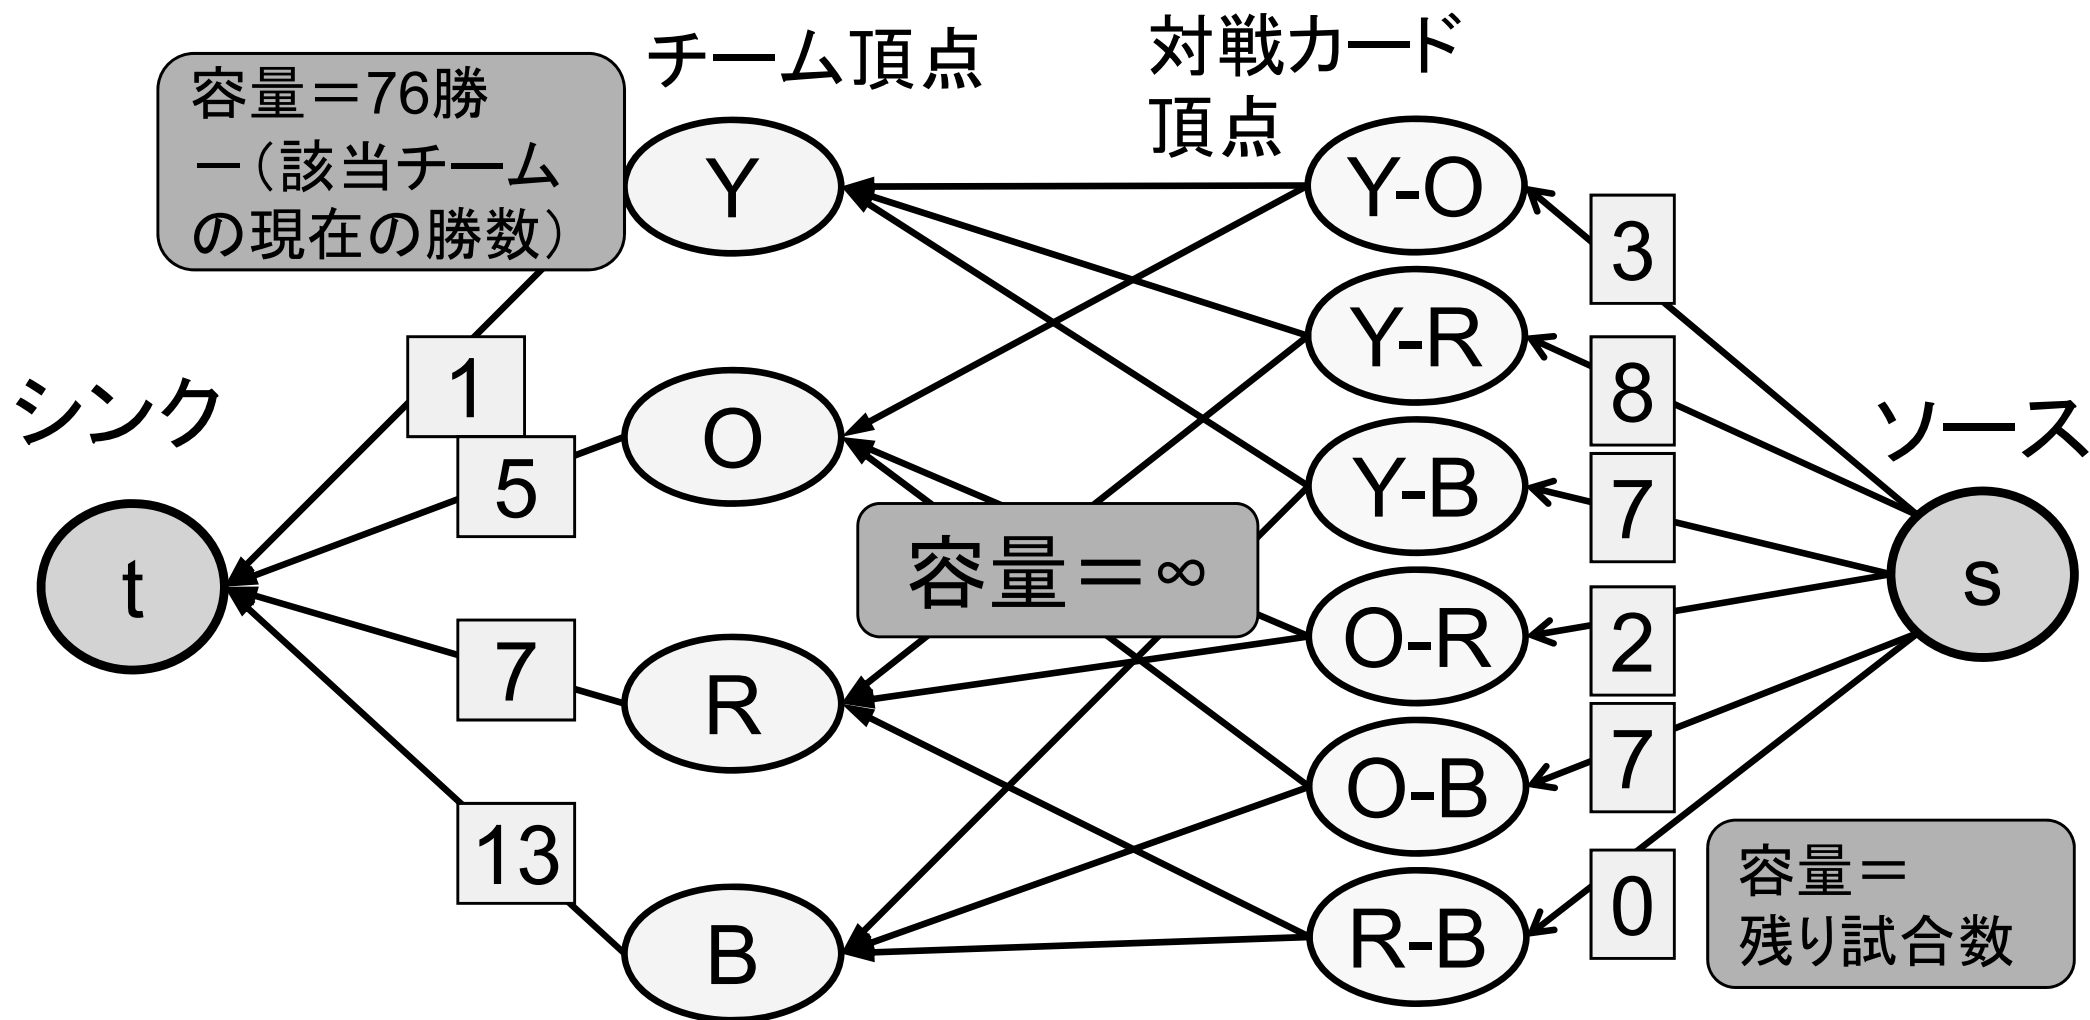 チーム頂点
対戦カード
頂点
容量＝76勝
－（該当チーム
の現在の勝数）
Y
O
R
B
Y-O
Y-R
Y-B
O-R
O-B
R-B
3
8
7
2
7
0
1
5
7
13
シンク
t
ソース
s
容量＝∞
容量＝
残り試合数